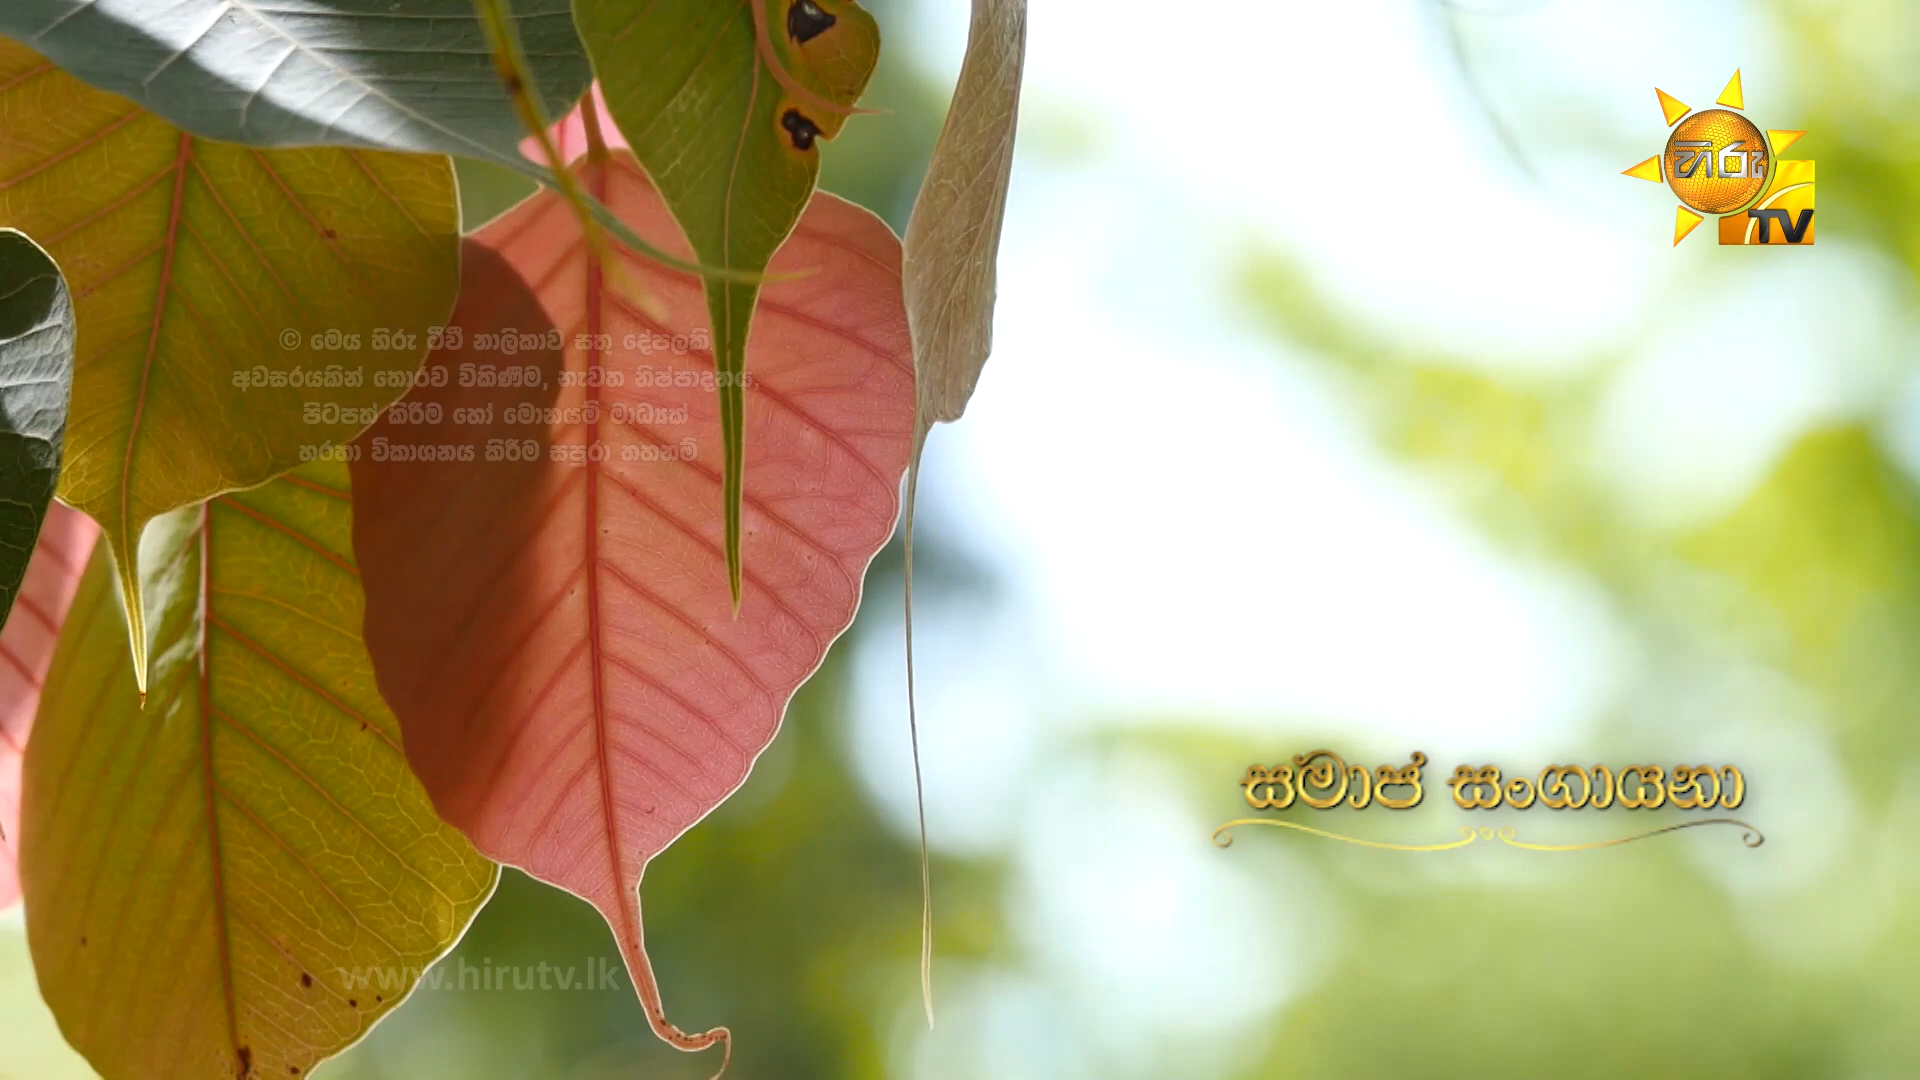 හිරු
TV
© මෙය හිරු ටීවී නාලිකාව සතු දේපලකි
අවසරයකින් තොරව විකිණීම, නැවත නිෂ්පාදනය,
පිටපත් කිරීම හෝ මොනයම් මාධ්‍යක්
හරහා විකාශනය කිරීම සපුරා තහනම්
සමාජ සංගායනා
www.hirutv.lk